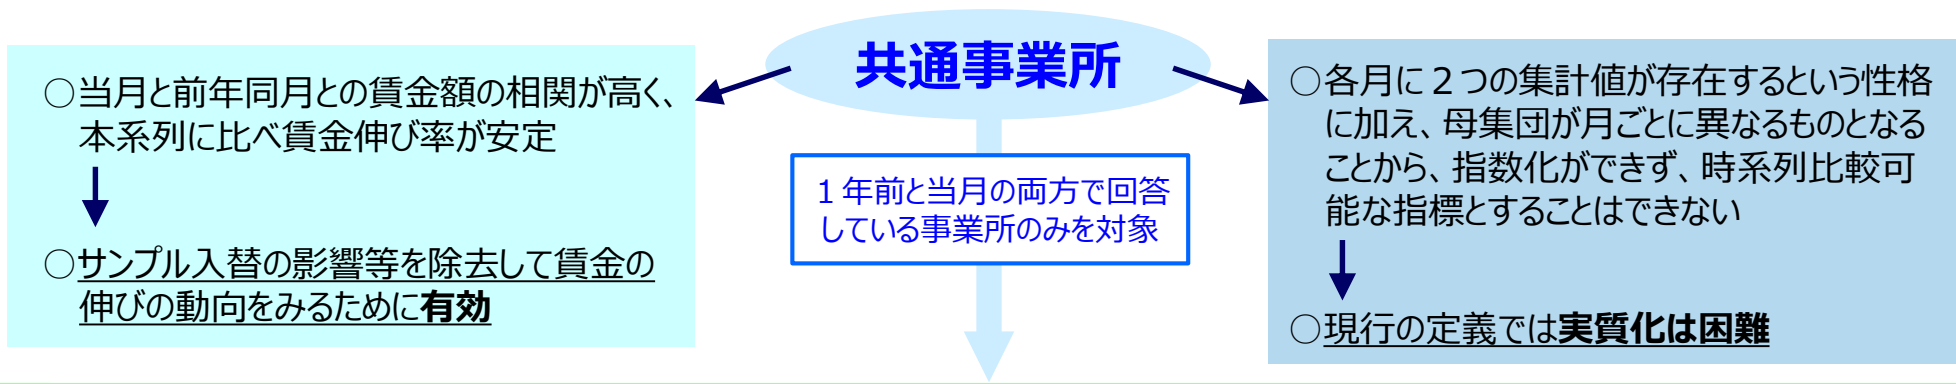 共通事業所
○当月と前年同月との賃金額の相関が高く、
本系列に比べ賃金伸び率が安定
○サンプル入替の影響等を除去して賃金の
伸びの動向をみるために有効
１年前と当月の両方で回答
している事業所のみを対象
○各月に２つの集計値が存在するという性格
に加え、母集団が月ごとに異なるものとなる
ことから、指数化ができず、時系列比較可
能な指標とすることはできない
○現行の定義では実質化は困難